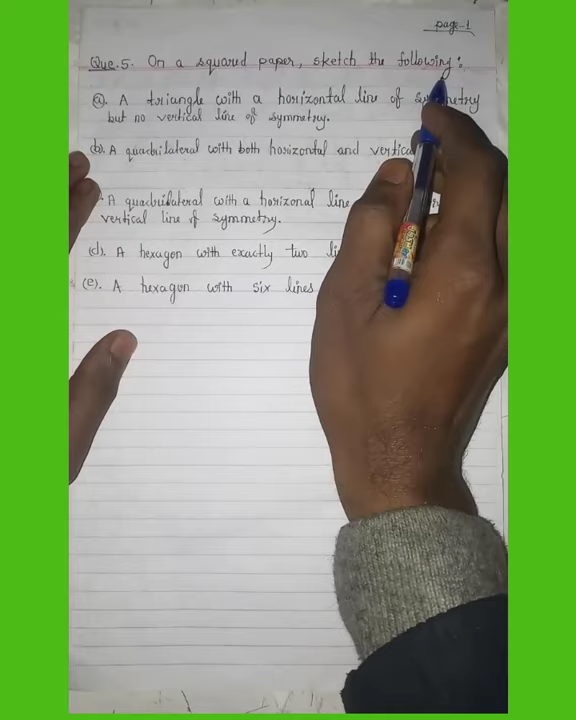 page-1
Que.5. On a squared paper, sketch the following:
(a). A triangle with a horizontal line of symmetry
but no vertical line of symmetry.
(b). A quadrilateral with both horizontal and
A quadrilateral with a horizonal line
vertical line of symmetry.
(d). A hexagon with exactly two
(e). A hexagon with six lines